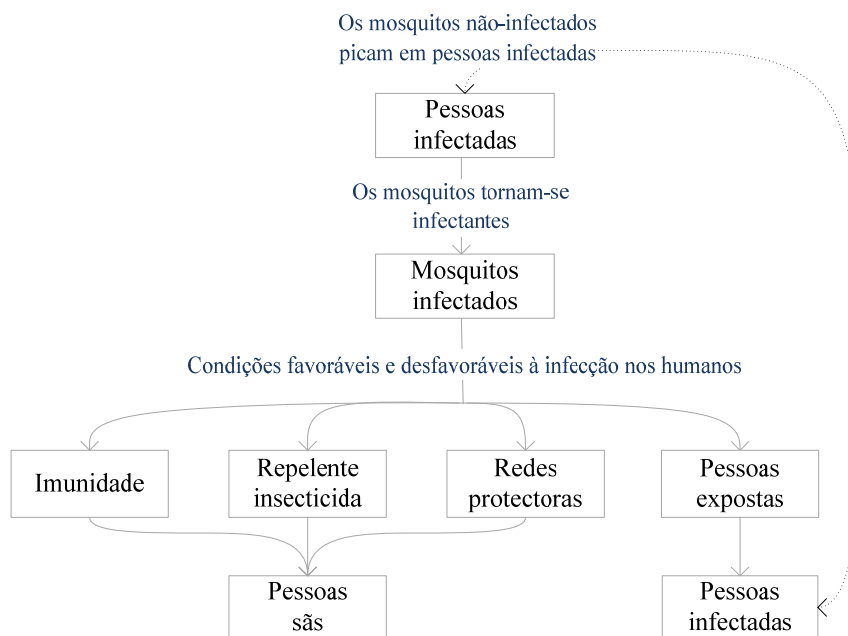 Os mosquitos não-infectados
picam em pessoas infectadas
Pessoas
infectadas
Os mosquitos tornam-se
infectantes
Mosquitos
infectados
Condições favoráveis e desfavoráveis à infecção nos humanos
Imunidade
Repelente
insecticida
Redes
protectoras
Pessoas
expostas
Pessoas
sãs
Pessoas
infectadas